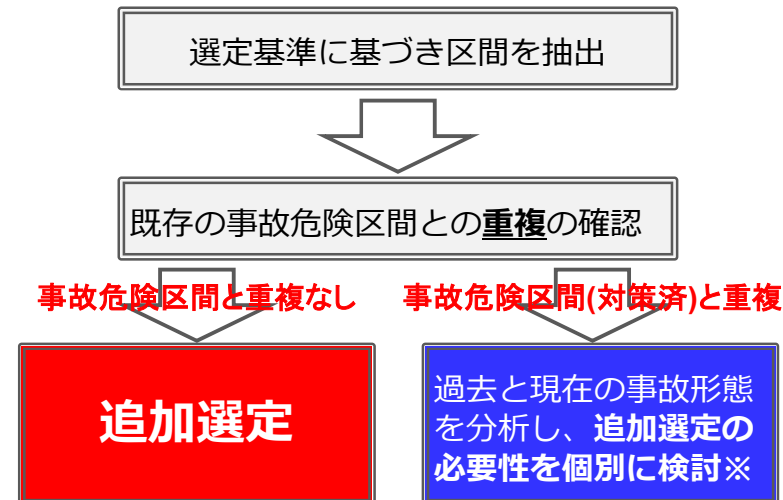 選定基準に基づき区間を抽出
既存の事故危険区間との重複の確認
事故危険区間と重複なし
事故危険区間(対策済)と重複
追加選定
過去と現在の事故形態
を分析し、追加選定の
必要性を個別に検討※